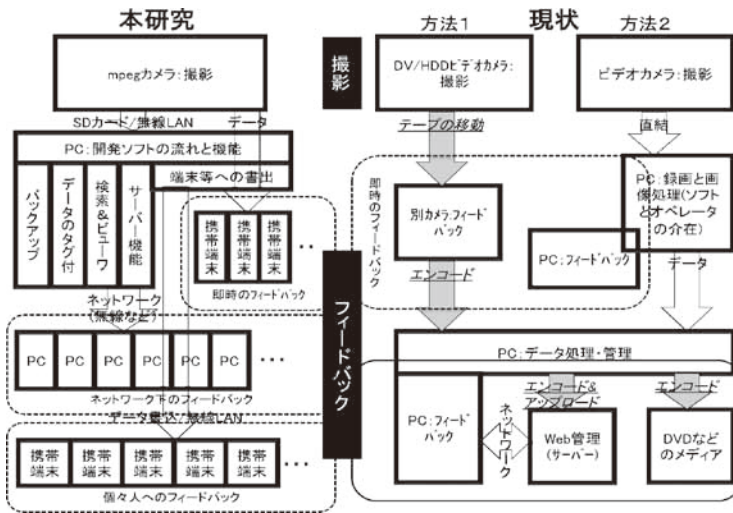 本研究
撮影
現状
方法1
方法2
mpegカメラ:撮影
SDカード/無線LAN
データ
PC:開発ソフトの流れと機能
端末等への書出
バックアップ
データのタグ付
検索&ビューワ
サーバー機能
携帯端末
携帯端末
携帯端末
・・
即時のフィードバック
ネットワーク
(無線など)
PC
PC
PC
PC
PC
PC
・・・
ネットワーク下のフィードバック
データ書込/無線LAN
携帯
端末
携帯
端末
携帯
端末
携帯
端末
携帯
端末
・・・
個々人へのフィードバック
フィードバック
DV/HDDビデオカメラ:
撮影
テープの移動
即時のフィードバック
別カメラ:フィード
バック
エンコード
ビデオカメラ:撮影
直結
PC:録画と画
像処理(ソフト
とオペレータ
の介在)
PC:フィードバック
データ
PC:データ処理・管理
PC:フィード
バック
ネットワーク
エンコード&
アップロード
Web管理
(サーバー)
エンコード
DVDなど
のメディア